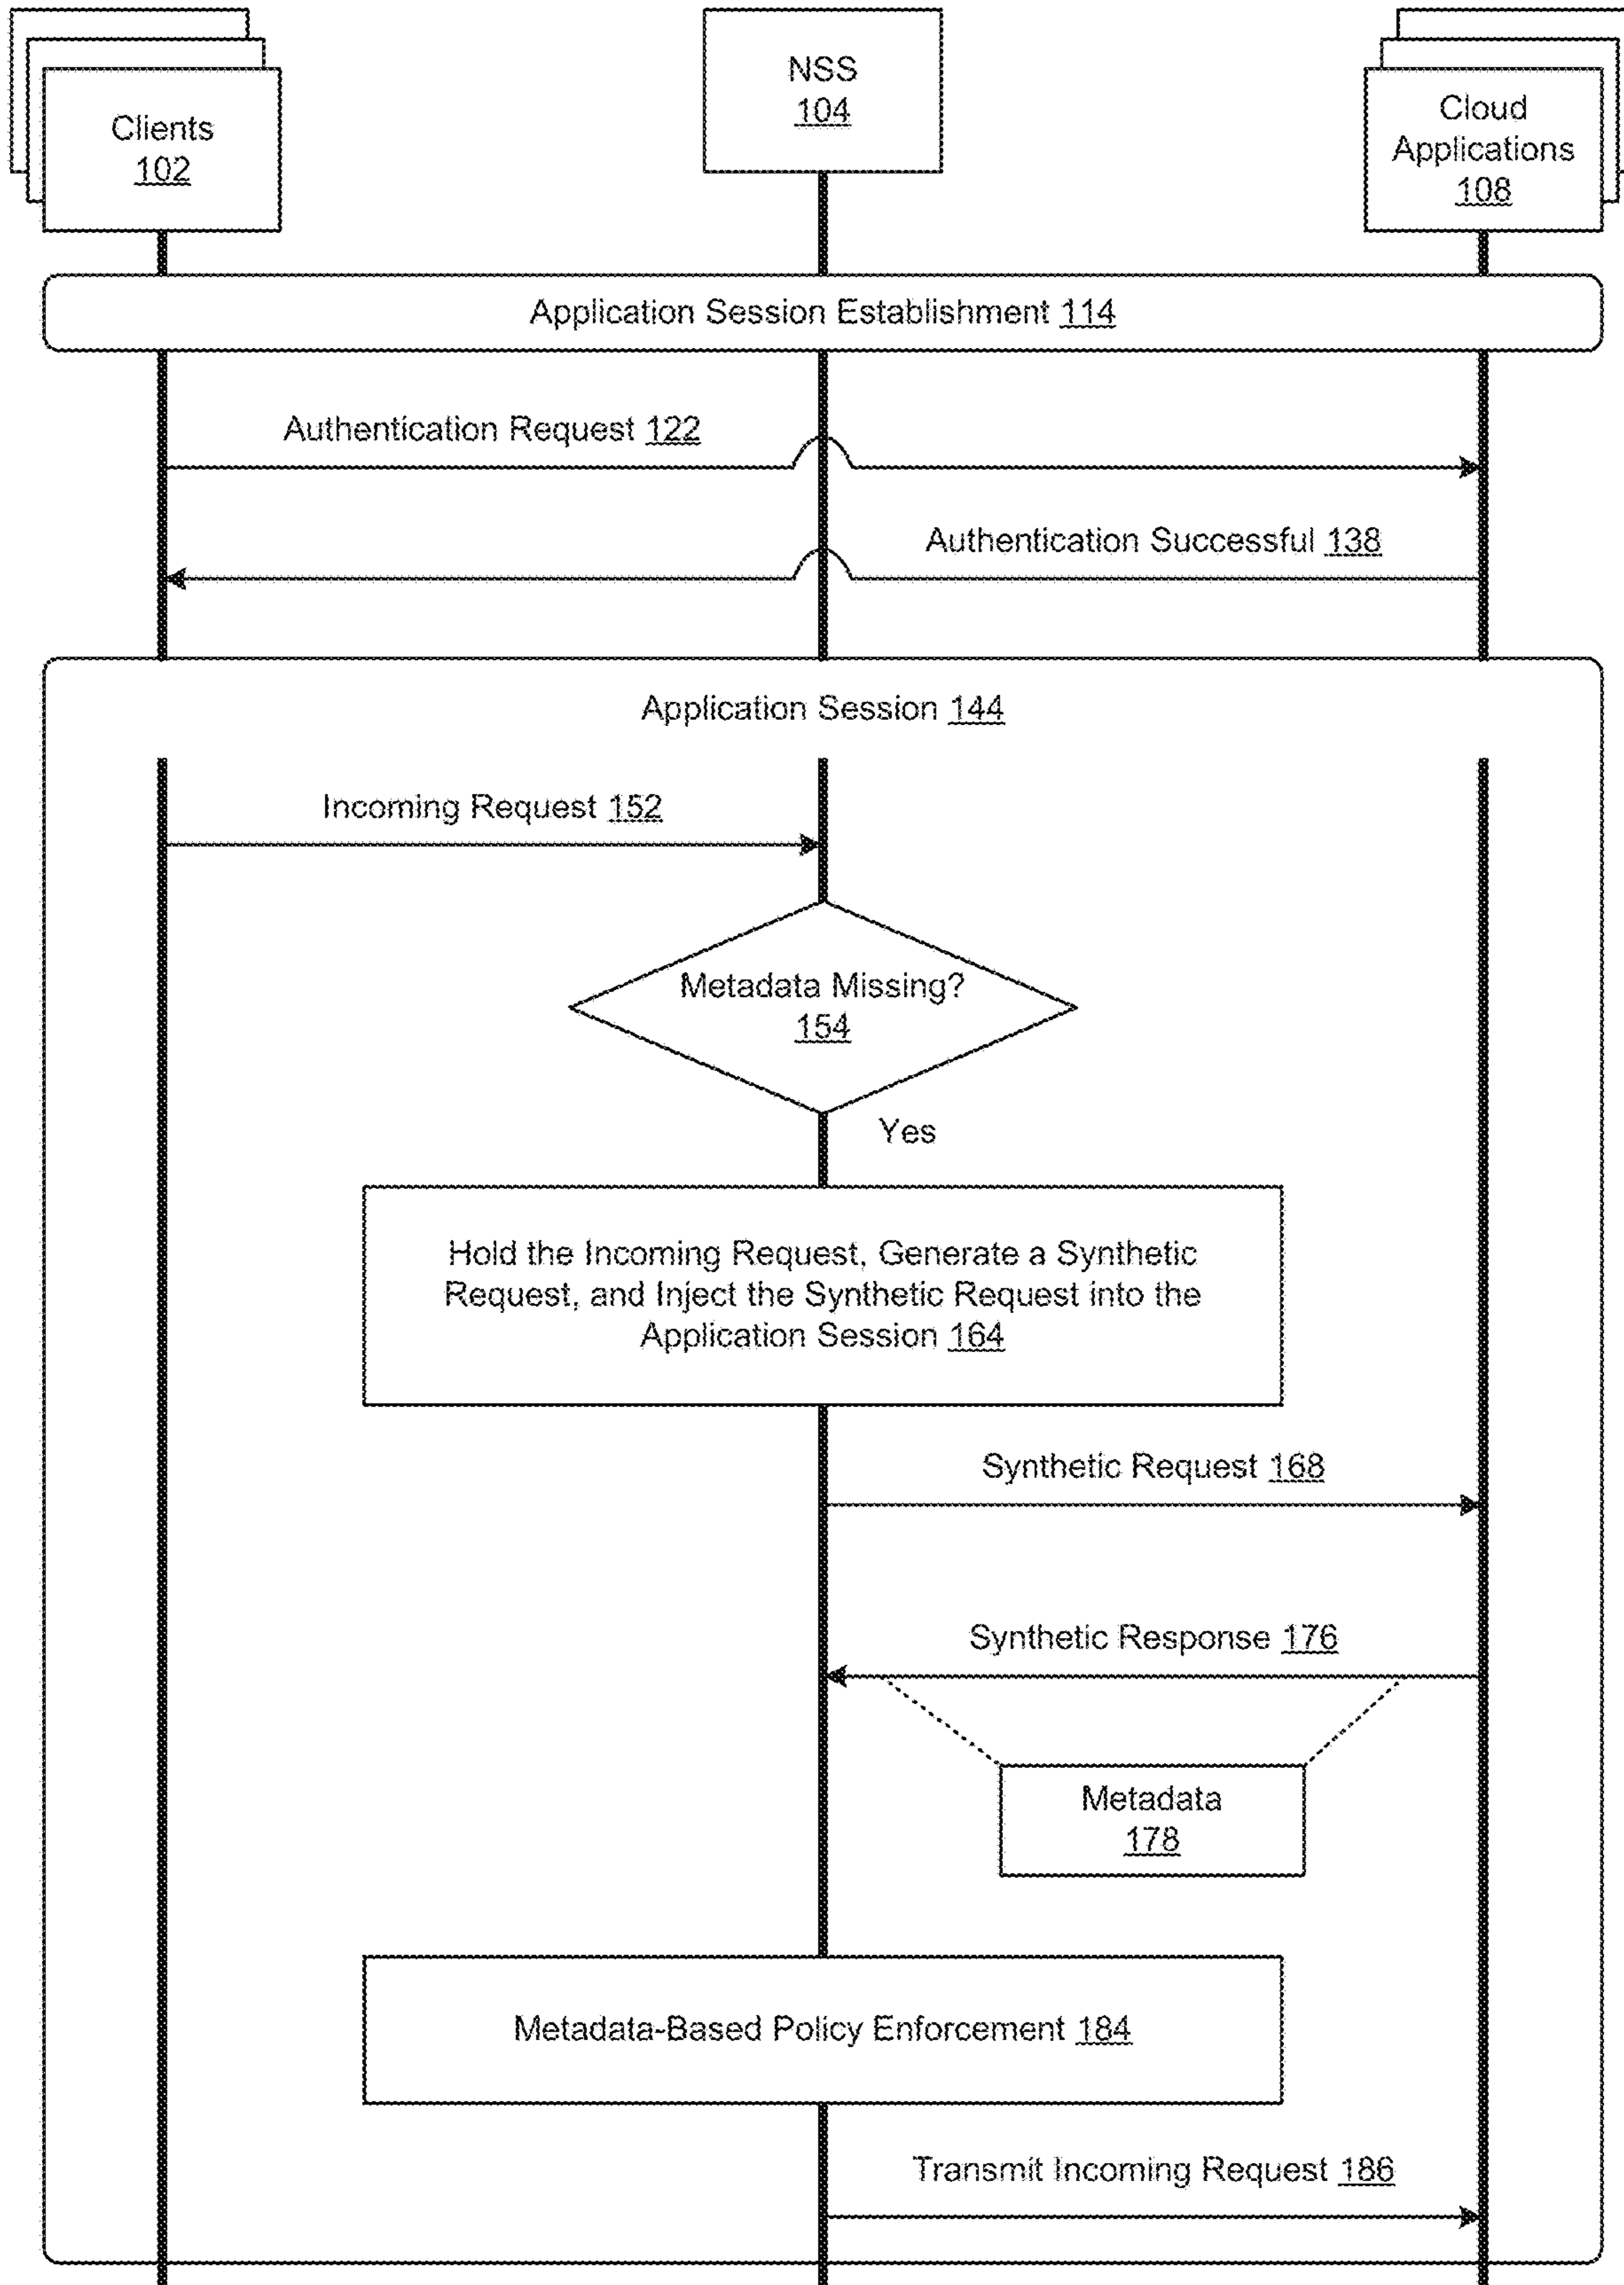 Clients
102
NSS
104
Cloud
Applications
108
Application Session Establishment 114
Authentication Request 122
Authentication Successful 138
Application Session 144
Incoming Request 152
Metadata Missing?
154
Yes
Hold the Incoming Request, Generate a Synthetic
Request, and Inject the Synthetic Request into the
Application Session 164
Synthetic Request 168
Synthetic Response 176
Metadata
178
Metadata-Based Policy Enforcement 184
Transmit Incoming Request 186